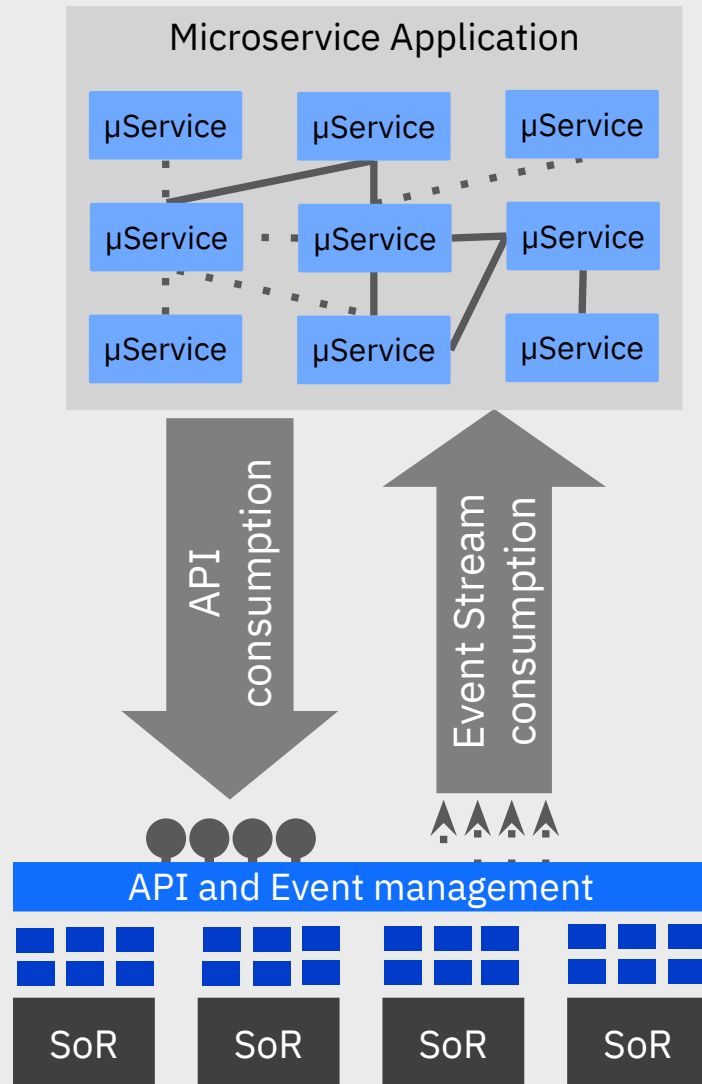 Microservice Application
µService
µService
µService
µService
µService
µService
µService
µService
µService
API
consumption
Event Stream
consumption
API and Event management
SoR
SoR
SoR
SoR